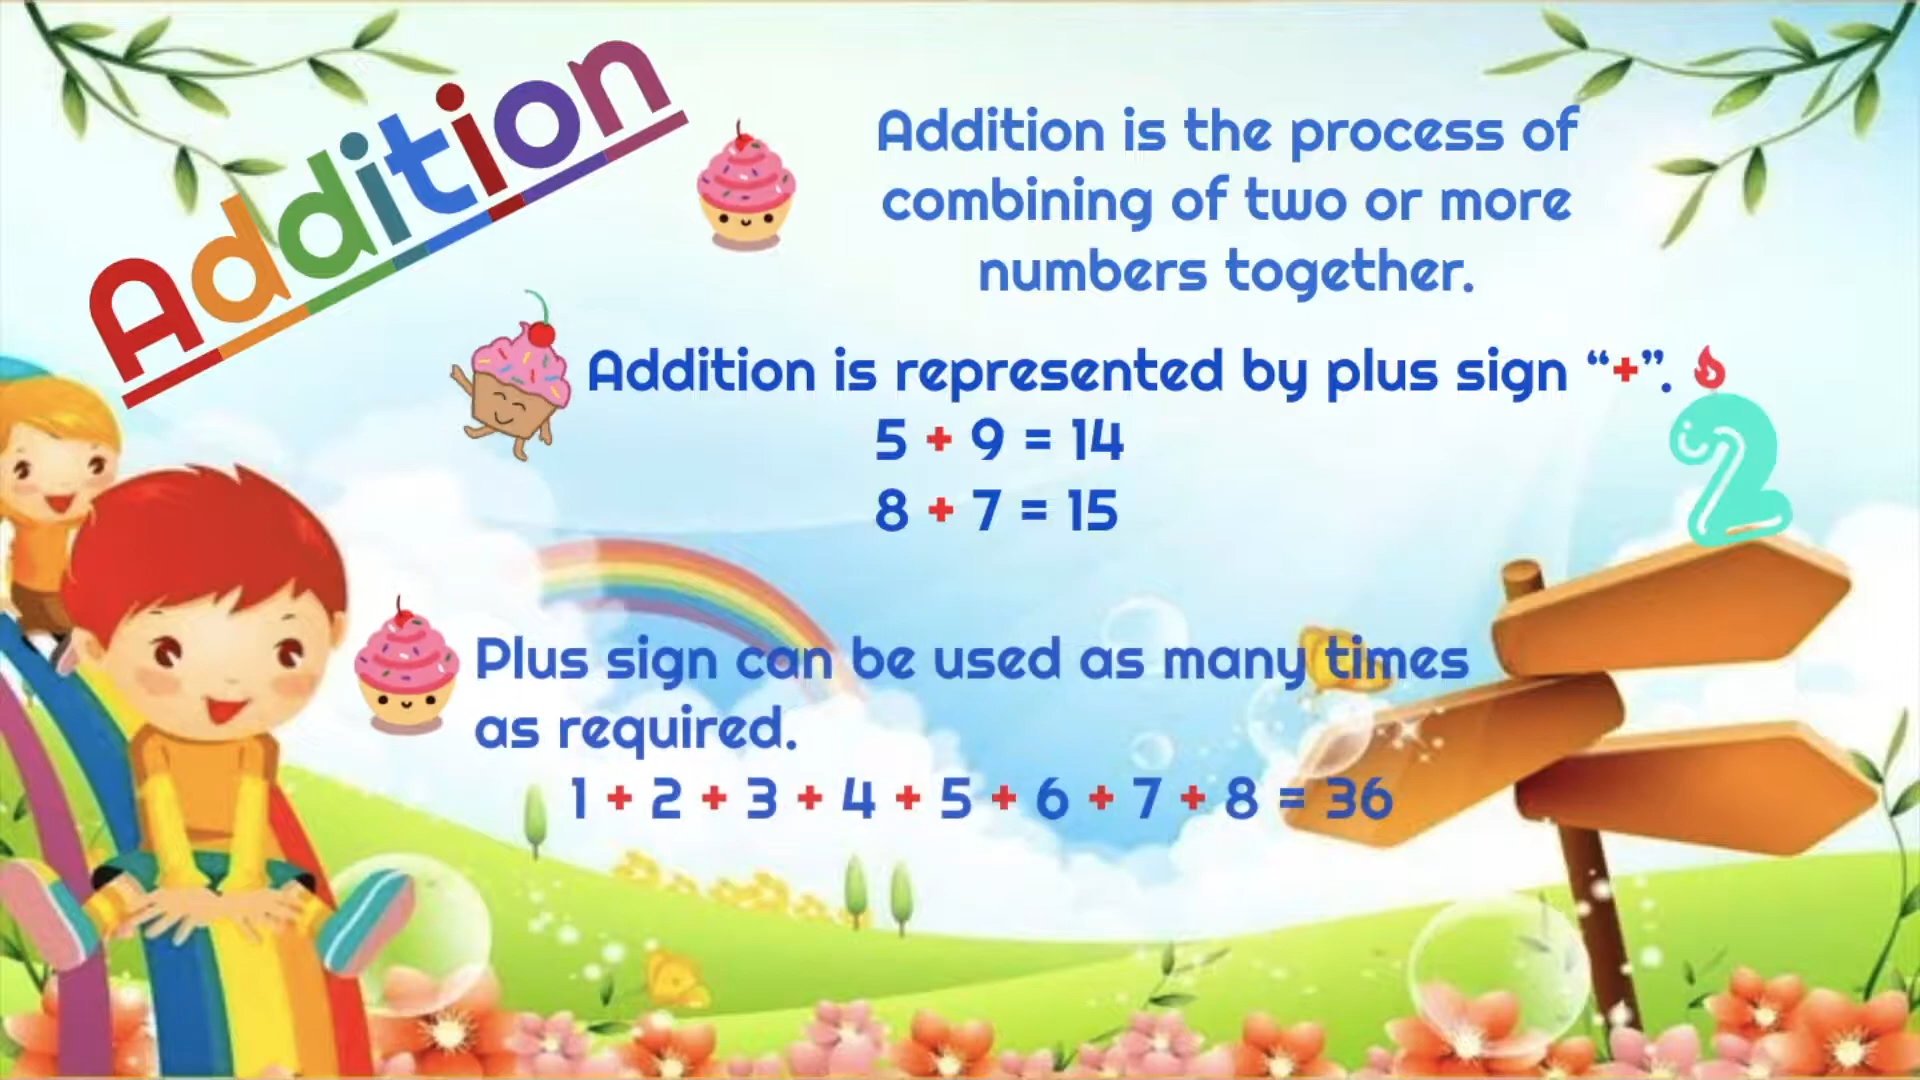 Addition
Addition is the process of
combining of two or more
numbers together.
Addition is represented by plus sign “+”.
5 + 9 = 14
8 + 7 = 15
2
Plus sign can be used as many times
as required.
1 + 2 + 3 + 4 + 5 + 6 + 7 + 8 = 36